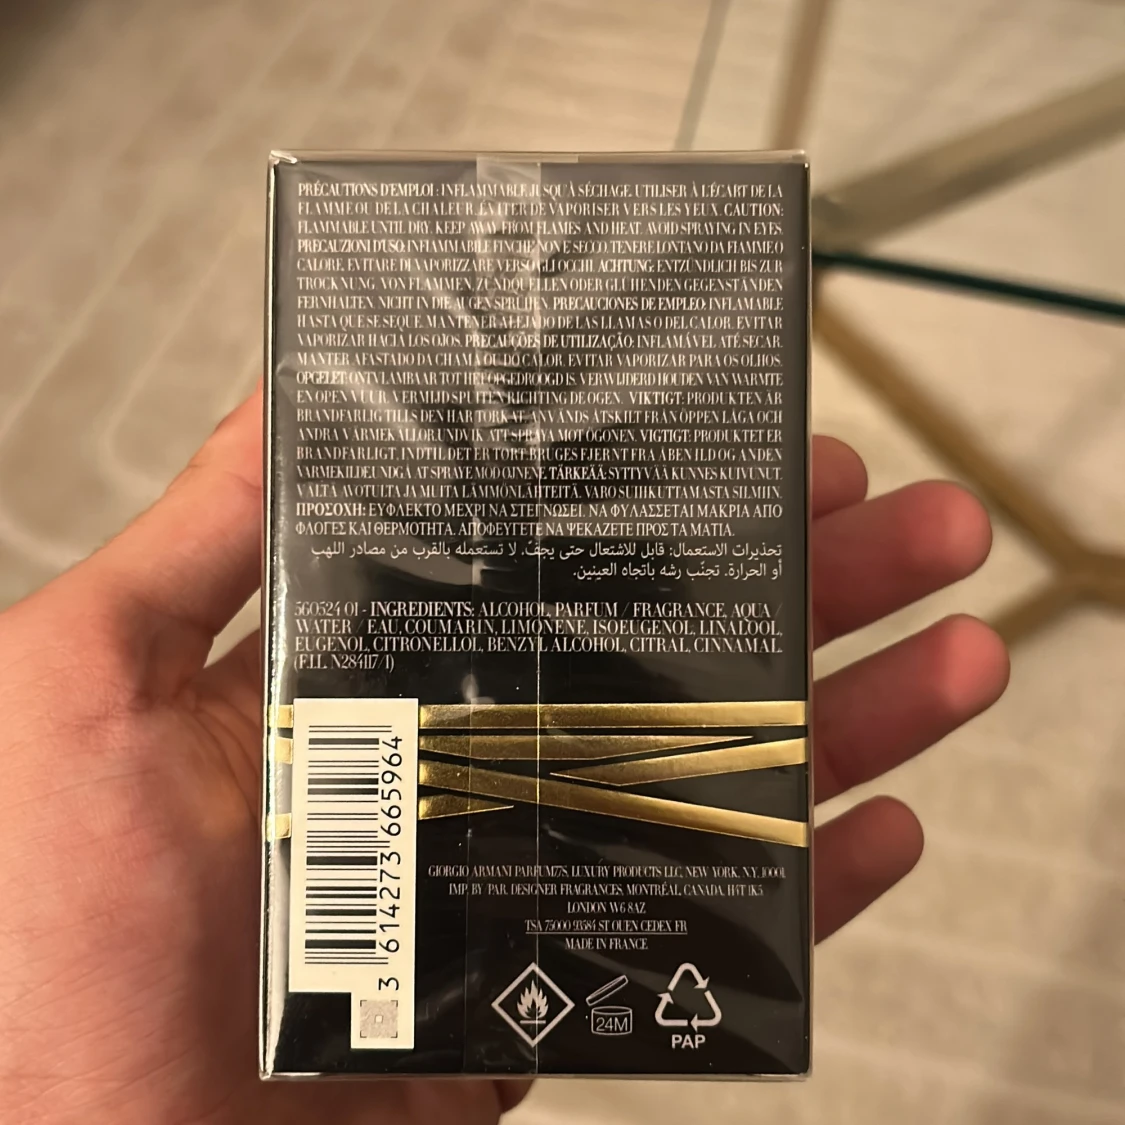 PRÉCAUTIONS D'EMPLOI: INFLAMMABLE JUSQU'À SÉCHAGE. UTILISER À L'ÉCART DE LA
FLAMME OU DE LA CHALEUR. ÉVITER DE VAPORISER VERS LES YEUX. CAUTION:
FLAMMABLE UNTIL DRY. KEEP AWAY FROM FLAMES AND HEAT. AVOID SPRAYING IN EYES.
PRECAUZIONI D'USO: INFIAMMABILE FINCHÉ NON È SECCO. TENERE LONTANO DA FIAMME O
CALORE. EVITARE DI VAPORIZZARE VERSO GLI OCCHI. ACHTUNG: ENTZÜNDLICH BIS ZUR
TROCKNUNG. VON FLAMMEN, ZÜNDQUELLEN ODER GLÜHENDEN GEGENSTÄNDEN
FERNHALTEN. NICHT IN DIE AUGEN SPRÜHEN. PRECAUCIONES DE EMPLEO: INFLAMABLE
HASTA QUE SE SEQUE. MANTENER ALEJADO DE LAS LLAMAS O DEL CALOR. EVITAR
VAPORIZAR HACIA LOS OJOS. PRECAUÇÕES DE UTILIZAÇÃO: INFLAMÁVEL ATÉ SECAR.
MANTER AFASTADO DA CHAMA OU DO CALOR. EVITAR VAPORIZAR PARA OS OLHOS.
OPGELET: ONTVLAMBAAR TOT HET OPGEDROOGD IS. VERWIJDERD HOUDEN VAN WARMTE
EN OPEN VUUR. VERMIJD SPUITEN RICHTING DE OGEN. VIKTIGT: PRODUKTEN ÄR
BRANDFARLIG TILLS DEN HAR TORKAT. ANVÄNDS ÅTSKILT FRÅN ÖPPEN LÅGA OCH
ANDRA VÄRMEKÄLLOR. UNDVIK ATT SPRAYA MOT ÖGONEN. VIGTIGT: PRODUKTET ER
BRANDFARLIGT, INDTIL DET ER TØRT. BRUGES FJERNT FRA ÅBEN ILD OG ANDEN
VARMEKILDE. UNDGÅ AT SPRAYE MOD ØJNENE. TÄRKEÄÄ: SYTTYVÄÄ KUNNES KUIVUNUT.
VÄLTÄ AVOTULTA JA MUITA LÄMMÖNLÄHTEITÄ. VARO SUIHKUTTAMASTA SILMIIN.
ΠΡΟΣΟΧΗ: ΕΥΦΛΕΚΤΟ ΜΕΧΡΙ ΝΑ ΣΤΕΓΝΩΣΕΙ. ΝΑ ΦΥΛΑΣΣΕΤΑΙ ΜΑΚΡΙΑ ΑΠΟ
ΦΛΟΓΕΣ ΚΑΙ ΘΕΡΜΟΤΗΤΑ. ΑΠΟΦΕΥΓΕΤΕ ΝΑ ΨΕΚΑΖΕΤΕ ΠΡΟΣ ΤΑ ΜΑΤΙΑ.
تحذيرات الاستعمال: قابل للاشتعال حتى يجفّ. لا تستعمله بالقرب من مصادر اللهب
أو الحرارة. تجنّب رشه باتجاه العينين.
560524 01 - INGREDIENTS: ALCOHOL, PARFUM / FRAGRANCE, AQUA /
WATER / EAU, COUMARIN, LIMONENE, ISOEUGENOL, LINALOOL,
EUGENOL, CITRONELLOL, BENZYL ALCOHOL, CITRAL, CINNAMAL.
(F.I.L. N284117/1)
3 614273 665964
GIORGIO ARMANI PARFUMS, LUXURY PRODUCTS LLC, NEW YORK, N.Y. 10001
IMP. BY /PAR. DESIGNER FRAGRANCES, MONTRÉAL, CANADA, H4T 1K5
LONDON W6 8AZ
TSA 75000 93584 ST OUEN CEDEX FR
MADE IN FRANCE
24M
PAP